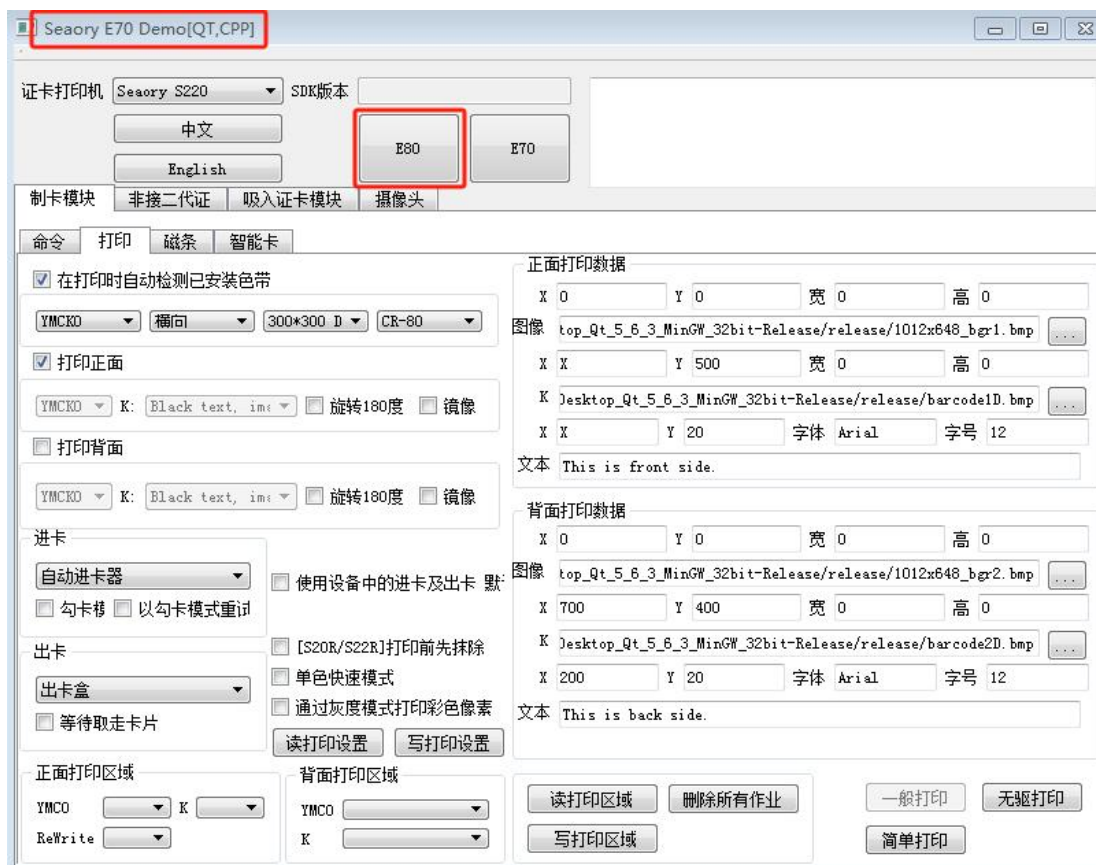 Seaory E70 Demo[QT,CPP]
证卡打印机 Seaory S220 SDK版本
中文
E80 E70
English
制卡模块 非接二代证 吸入证卡模块 摄像头
命令 打印 磁条 智能卡
在打印时自动检测已安装色带
YMCKO 横向 300*300 D CR-80
打印正面
YMCKO K: Black text, ima 旋转180度 镜像
打印背面
YMCKO K: Black text, ima 旋转180度 镜像
进卡
自动进卡器
勾卡模 以勾卡模式重试
使用设备中的进卡及出卡 默
出卡
出卡盒
等待取走卡片
[S20R/S22R]打印前先抹除
单色快速模式
通过灰度模式打印彩色像素
读打印设置 写打印设置
正面打印区域
YMCO K
ReWrite
背面打印区域
YMCO
K
正面打印数据
X 0 Y 0 宽 0 高 0
图像 top_Qt_5_6_3_MinGW_32bit-Release/release/1012x648_bgr1.bmp ...
X X Y 500 宽 0 高 0
K Desktop_Qt_5_6_3_MinGW_32bit-Release/release/barcode1D.bmp ...
X X Y 20 字体 Arial 字号 12
文本 This is front side.
背面打印数据
X 0 Y 0 宽 0 高 0
图像 top_Qt_5_6_3_MinGW_32bit-Release/release/1012x648_bgr2.bmp ...
X 700 Y 400 宽 0 高 0
K Desktop_Qt_5_6_3_MinGW_32bit-Release/release/barcode2D.bmp ...
X 200 Y 20 字体 Arial 字号 12
文本 This is back side.
读打印区域 删除所有作业 一般打印 无驱打印
写打印区域 简单打印